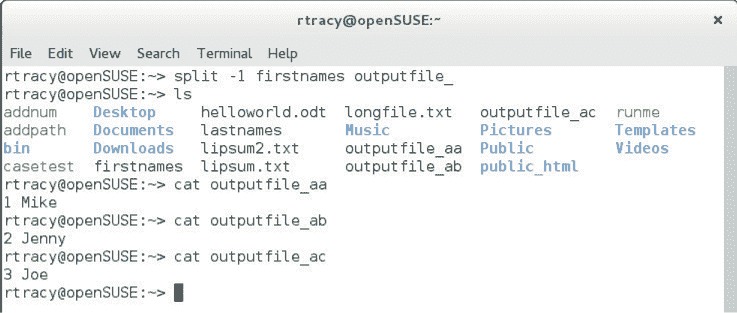 rtracy@openSUSE:~
File Edit View Search Terminal Help
rtracy@openSUSE:~> split -1 firstnames outputfile_
rtracy@openSUSE:~> ls
addnum Desktop helloworld.odt longfile.txt outputfile_ac runme
addpath Documents lastnames Music Pictures Templates
bin Downloads lipsum2.txt outputfile_aa Public Videos
casetest firstnames lipsum.txt outputfile_ab public_html
rtracy@openSUSE:~> cat outputfile_aa
1 Mike
rtracy@openSUSE:~> cat outputfile_ab
2 Jenny
rtracy@openSUSE:~> cat outputfile_ac
3 Joe
rtracy@openSUSE:~>